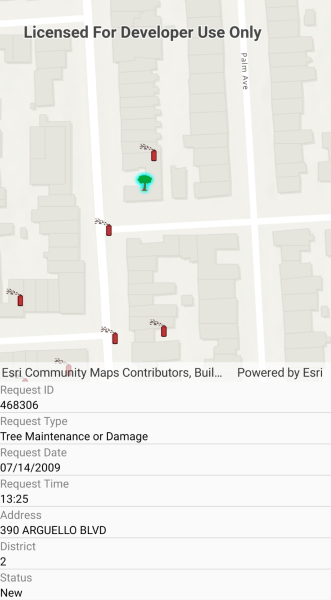 Licensed For Developer Use Only
Palm Ave
Esri Community Maps Contributors, Buil...
Powered by Esri
Request ID
468306
Request Type
Tree Maintenance or Damage
Request Date
07/14/2009
Request Time
13:25
Address
390 ARGUELLO BLVD
District
2
Status
New